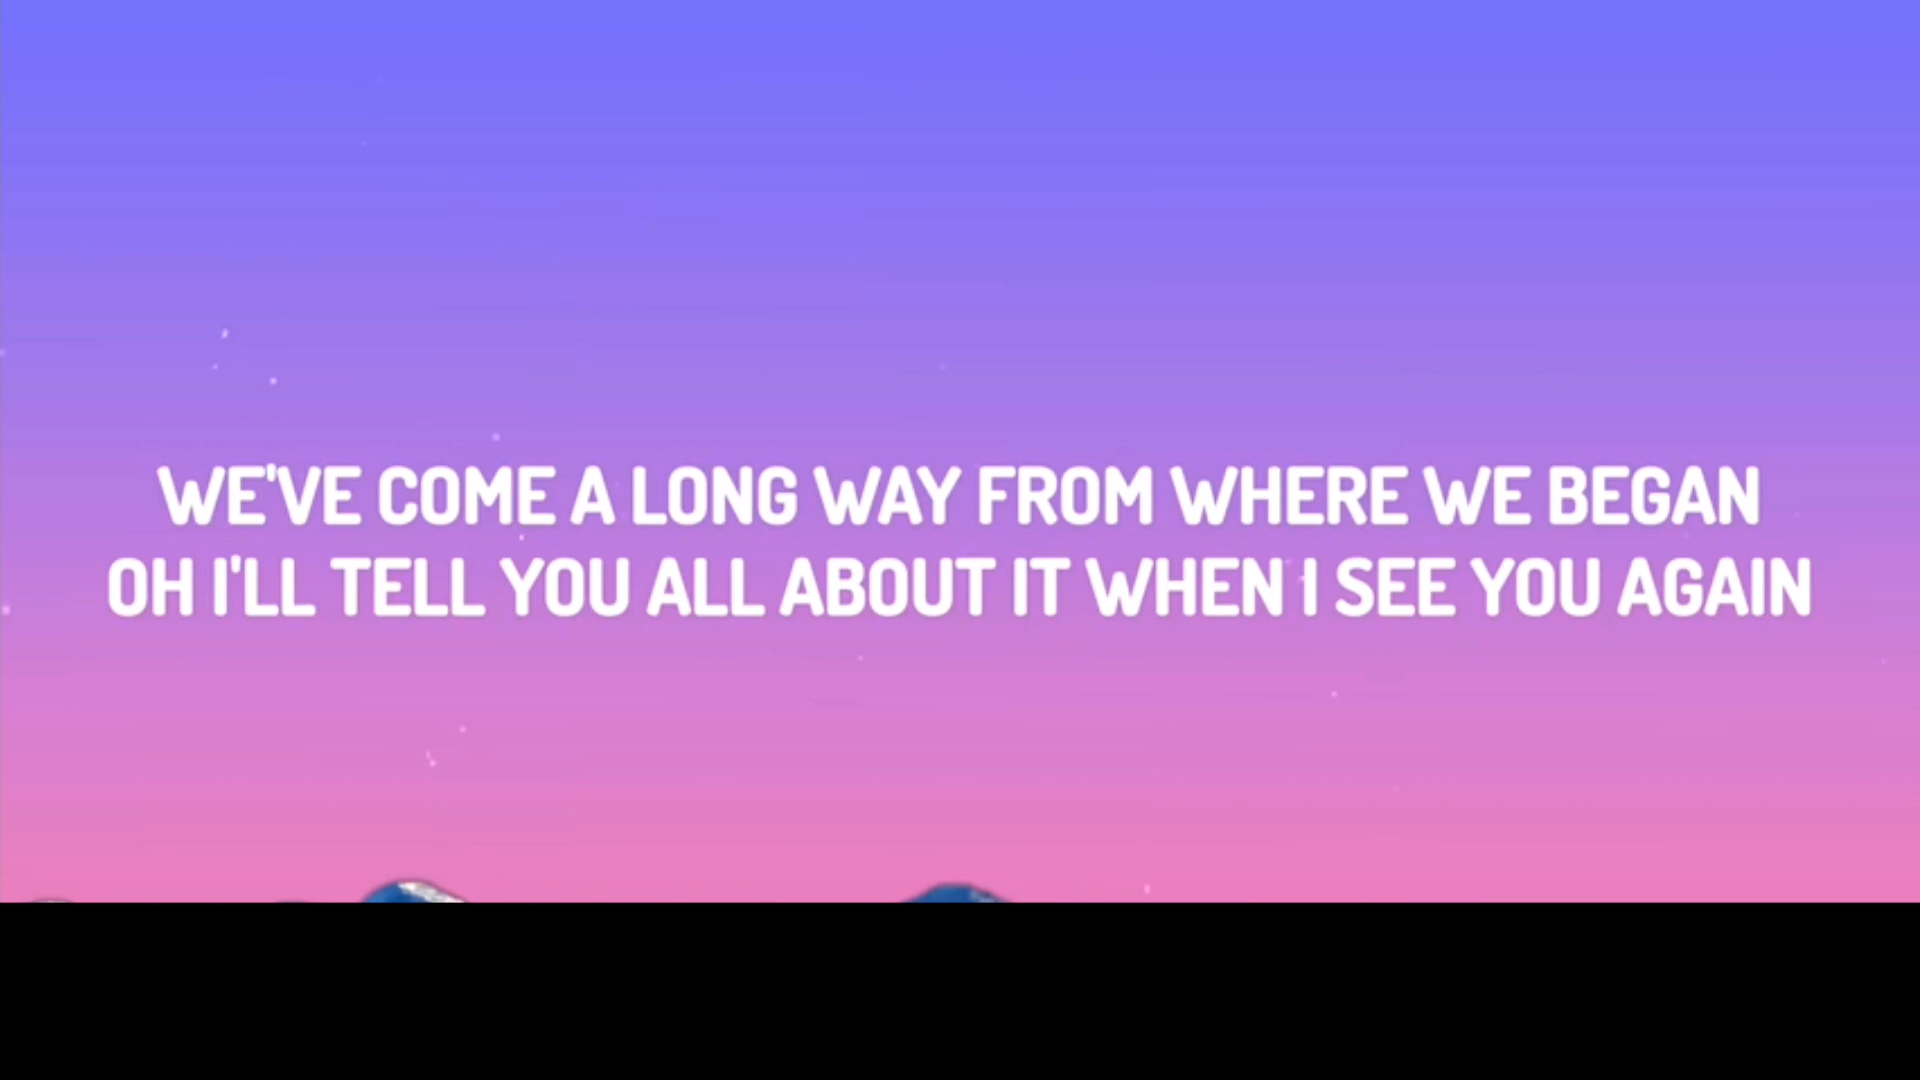 WE'VE COME A LONG WAY FROM WHERE WE BEGAN
OH I'LL TELL YOU ALL ABOUT IT WHEN I SEE YOU AGAIN